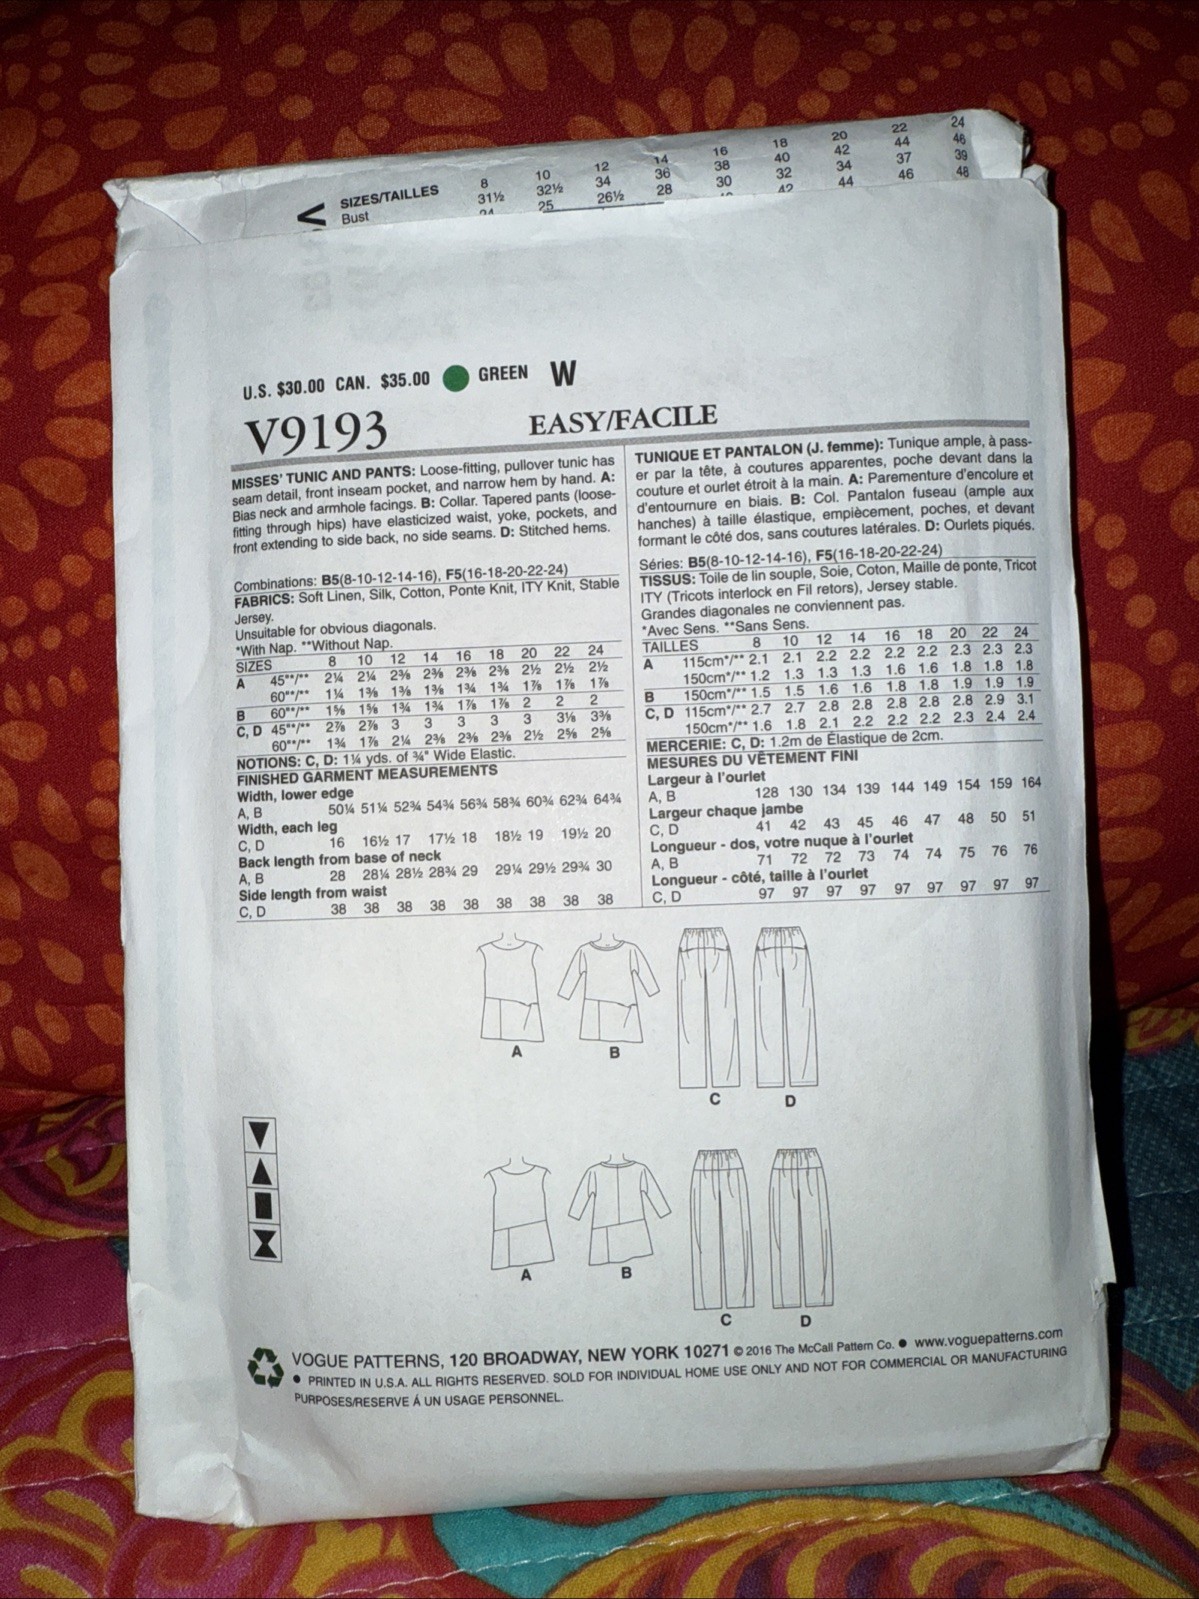 SIZES/TAILLES 8 10 12 14 16 18 20 22 24
Bust 31½ 32½ 34 36 38 40 42 44 46
24 25 26½ 28 30 32 34 37 39
42 44 46 48
U.S. $30.00 CAN. $35.00 GREEN W
V9193 EASY/FACILE
MISSES' TUNIC AND PANTS: Loose-fitting, pullover tunic has
seam detail, front inseam pocket, and narrow hem by hand. A:
Bias neck and armhole facings. B: Collar. Tapered pants (loose-
fitting through hips) have elasticized waist, yoke, pockets, and
front extending to side back, no side seams. D: Stitched hems.
Combinations: B5(8-10-12-14-16), F5(16-18-20-22-24)
FABRICS: Soft Linen, Silk, Cotton, Ponte Knit, ITY Knit, Stable
Jersey.
Unsuitable for obvious diagonals.
*With Nap. **Without Nap.
SIZES 8 10 12 14 16 18 20 22 24
A 45"*/** 2¼ 2¼ 2⅜ 2⅜ 2⅜ 2⅜ 2½ 2½ 2½
60"*/** 1¼ 1⅜ 1⅜ 1⅜ 1¾ 1¾ 1⅞ 1⅞ 1⅞
B 60"*/** 1⅝ 1⅝ 1¾ 1¾ 1⅞ 1⅞ 2 2 2
C, D 45"*/** 2⅞ 2⅞ 3 3 3 3 3 3⅛ 3⅜
60"*/** 1¾ 1⅞ 2¼ 2⅜ 2⅜ 2⅜ 2½ 2⅝ 2⅝
NOTIONS: C, D: 1¼ yds. of ¾" Wide Elastic.
FINISHED GARMENT MEASUREMENTS
Width, lower edge
A, B 50¼ 51¼ 52¾ 54¾ 56¾ 58¾ 60¾ 62¾ 64¾
Width, each leg
C, D 16 16½ 17 17½ 18 18½ 19 19½ 20
Back length from base of neck
A, B 28 28¼ 28½ 28¾ 29 29¼ 29½ 29¾ 30
Side length from waist
C, D 38 38 38 38 38 38 38 38 38
TUNIQUE ET PANTALON (J. femme): Tunique ample, à pass-
er par la tête, à coutures apparentes, poche devant dans la
couture et ourlet étroit à la main. A: Parementure d'encolure et
d'entournure en biais. B: Col. Pantalon fuseau (ample aux
hanches) à taille élastique, empiècement, poches, et devant
formant le côté dos, sans coutures latérales. D: Ourlets piqués.
Séries: B5(8-10-12-14-16), F5(16-18-20-22-24)
TISSUS: Toile de lin souple, Soie, Coton, Maille de ponte, Tricot
ITY (Tricots interlock en Fil retors), Jersey stable.
Grandes diagonales ne conviennent pas.
*Avec Sens. **Sans Sens.
TAILLES 8 10 12 14 16 18 20 22 24
A 115cm*/** 2.1 2.1 2.2 2.2 2.2 2.2 2.3 2.3 2.3
150cm*/** 1.2 1.3 1.3 1.3 1.6 1.6 1.8 1.8 1.8
B 150cm*/** 1.5 1.5 1.6 1.6 1.8 1.8 1.9 1.9 1.9
C, D 115cm*/** 2.7 2.7 2.8 2.8 2.8 2.8 2.8 2.9 3.1
150cm*/** 1.6 1.8 2.1 2.2 2.2 2.2 2.3 2.4 2.4
MERCERIE: C, D: 1.2m de Élastique de 2cm.
MESURES DU VÊTEMENT FINI
Largeur à l'ourlet
A, B 128 130 134 139 144 149 154 159 164
Largeur chaque jambe
C, D 41 42 43 45 46 47 48 50 51
Longueur - dos, votre nuque à l'ourlet
A, B 71 72 72 73 74 74 75 76 76
Longueur - côté, taille à l'ourlet
C, D 97 97 97 97 97 97 97 97 97
A B C D
A B C D
VOGUE PATTERNS, 120 BROADWAY, NEW YORK 10271 © 2016 The McCall Pattern Co. ● www.voguepatterns.com
● PRINTED IN U.S.A. ALL RIGHTS RESERVED. SOLD FOR INDIVIDUAL HOME USE ONLY AND NOT FOR COMMERCIAL OR MANUFACTURING
PURPOSES/RESERVE Á UN USAGE PERSONNEL.